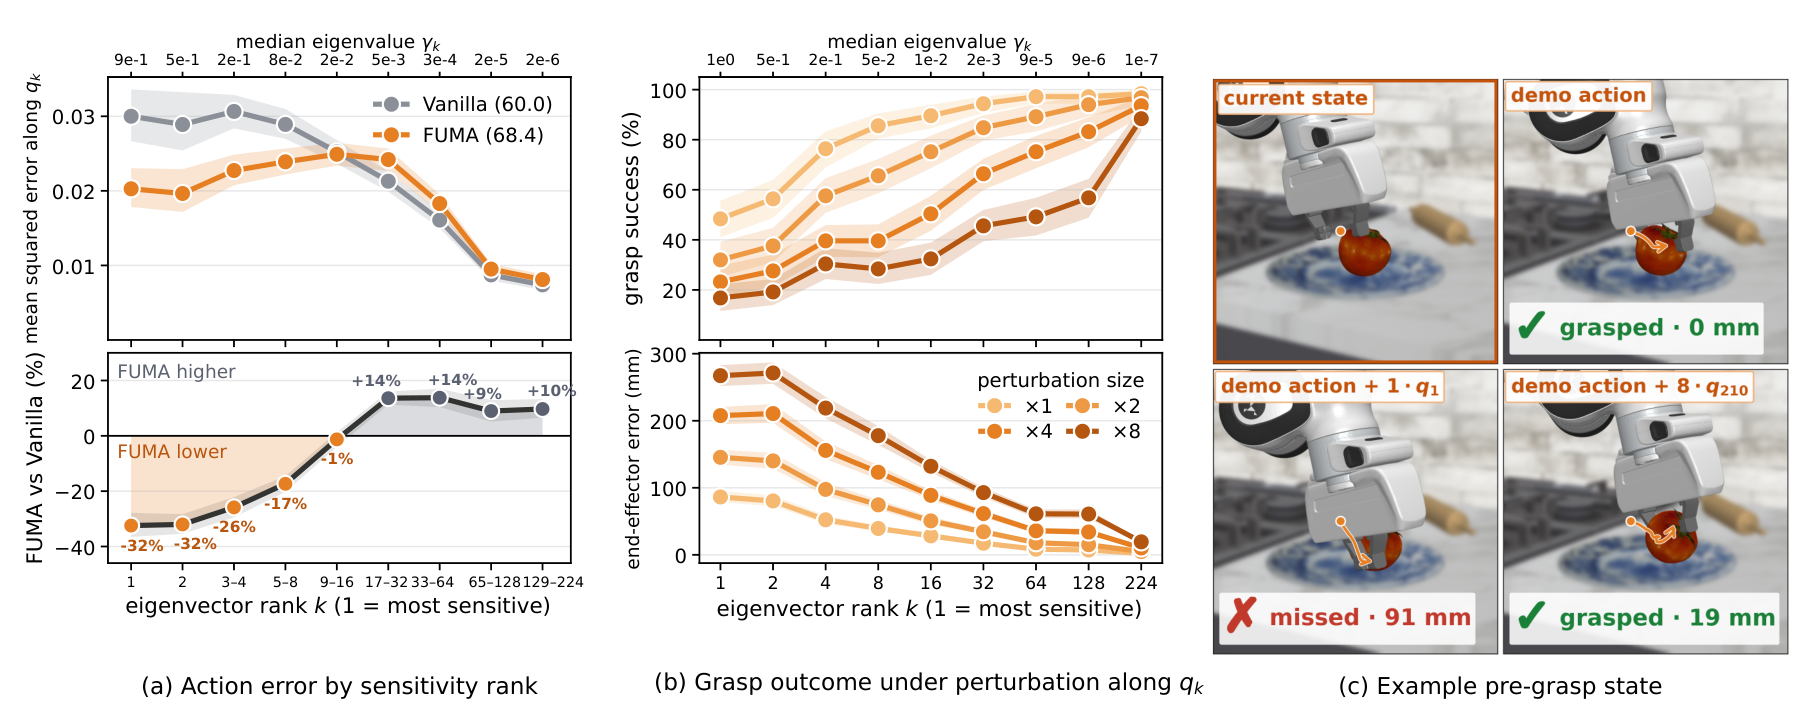 median eigenvalue γk
9e-1 5e-1 2e-1 8e-2 2e-2 5e-3 3e-4 2e-5 2e-6
mean squared error along qk
0.03
0.02
0.01
Vanilla (60.0)
FUMA (68.4)
FUMA vs Vanilla (%)
20
0
−20
−40
FUMA higher
FUMA lower
-32%
-32%
-26%
-17%
-1%
+14%
+14%
+9%
+10%
1 2 3–4 5–8 9–16 17–32 33–64 65–128 129–224
eigenvector rank k (1 = most sensitive)
(a) Action error by sensitivity rank
median eigenvalue γk
1e0 5e-1 2e-1 5e-2 1e-2 2e-3 9e-5 9e-6 1e-7
grasp success (%)
100
80
60
40
20
end-effector error (mm)
300
200
100
0
perturbation size
×1 ×2
×4 ×8
1 2 4 8 16 32 64 128 224
eigenvector rank k (1 = most sensitive)
(b) Grasp outcome under perturbation along qk
current state
demo action
✓ grasped · 0 mm
demo action + 1 · q1
✗ missed · 91 mm
demo action + 8 · q210
✓ grasped · 19 mm
(c) Example pre-grasp state